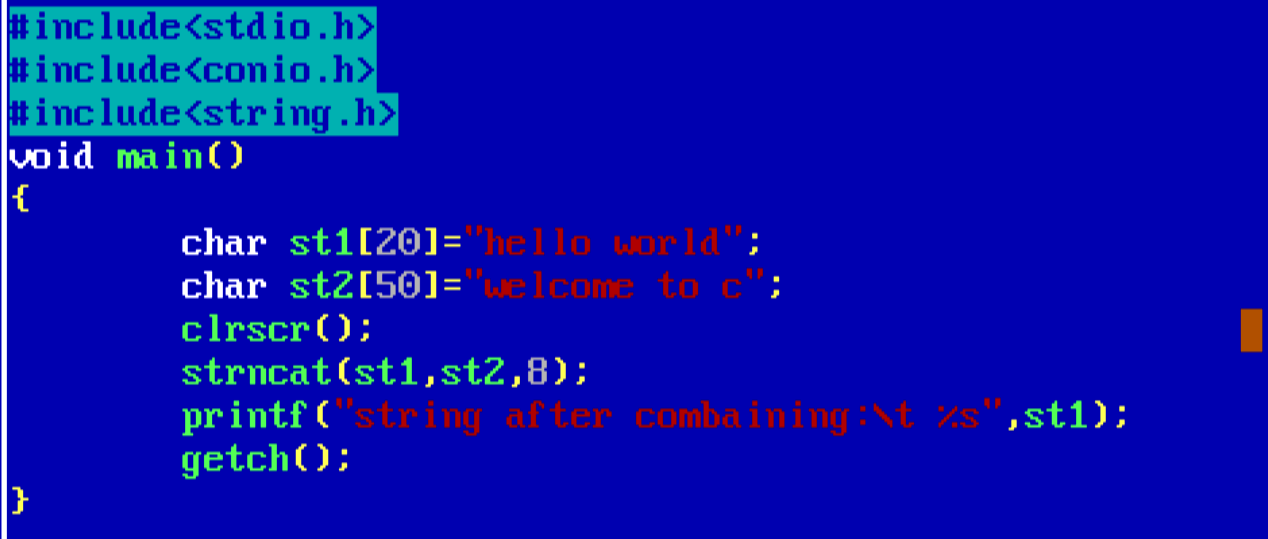 #include<stdio.h>
#include<conio.h>
#include<string.h>
void main()
{
        char st1[20]="hello world";
        char st2[50]="welcome to c";
        clrscr();
        strncat(st1,st2,8);
        printf("string after combaining:\t %s",st1);
        getch();
}